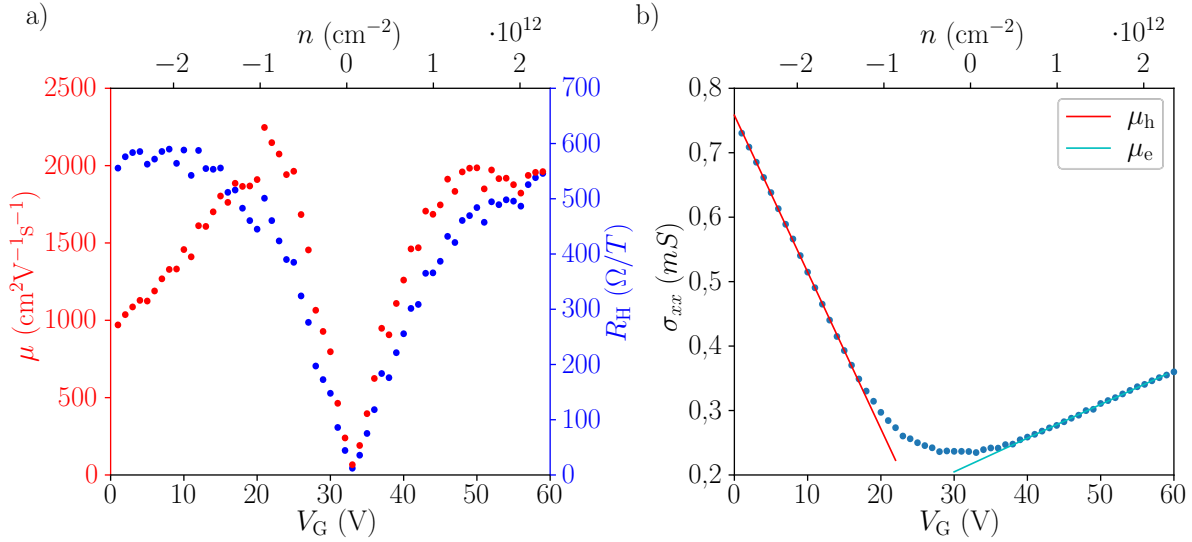 a)
n (cm⁻²) ·10¹²
−2 −1 0 1 2
2500 2000 1500 1000 500 0
μ (cm²V⁻¹s⁻¹)
700 600 500 400 300 200 100 0
R_H (Ω/T)
0 10 20 30 40 50 60
V_G (V)
b)
n (cm⁻²) ·10¹²
−2 −1 0 1 2
0,8 0,7 0,6 0,5 0,4 0,3 0,2
σ_xx (mS)
μ_h
μ_e
0 10 20 30 40 50 60
V_G (V)